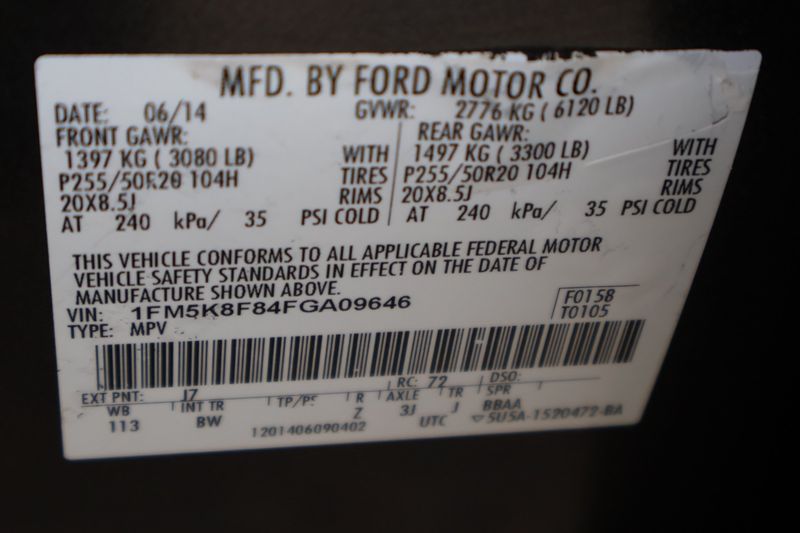 MFD. BY FORD MOTOR CO.
DATE: 06/14 GVWR: 2776 KG ( 6120 LB)
FRONT GAWR: REAR GAWR:
1397 KG ( 3080 LB) WITH 1497 KG ( 3300 LB) WITH
P255/50R20 104H TIRES P255/50R20 104H TIRES
20X8.5J RIMS 20X8.5J RIMS
AT 240 kPa/ 35 PSI COLD AT 240 kPa/ 35 PSI COLD
THIS VEHICLE CONFORMS TO ALL APPLICABLE FEDERAL MOTOR
VEHICLE SAFETY STANDARDS IN EFFECT ON THE DATE OF
MANUFACTURE SHOWN ABOVE.
VIN: 1FM5K8F84FGA09646 F0158
TYPE: MPV T0105
EXT PNT: J7 RC: 72 DSO:
WB INT TR TP/PS R AXLE TR SPR
113 BW Z 3J J BBAA
1201406090402 UTC 5U5A-1520472-BA